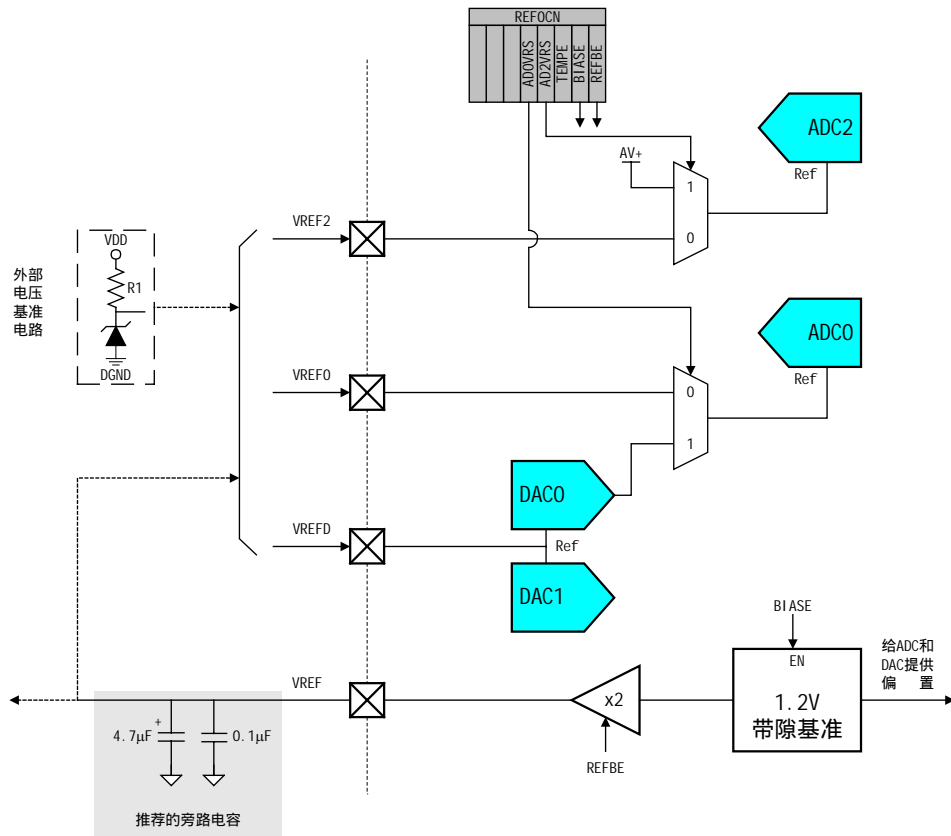 REF0CN
AD0VRS
AD2VRS
TEMPE
BIASE
REFBE
ADC2
Ref
AV+
1
0
VREF2
外部
电压
基准
电路
VDD
R1
DGND
ADC0
Ref
VREF0
0
1
DAC0
VREFD
Ref
DAC1
BIASE
EN
1.2V
带隙基准
给ADC和
DAC提供
偏 置
VREF
x2
REFBE
+
4.7µF
0.1µF
推荐的旁路电容